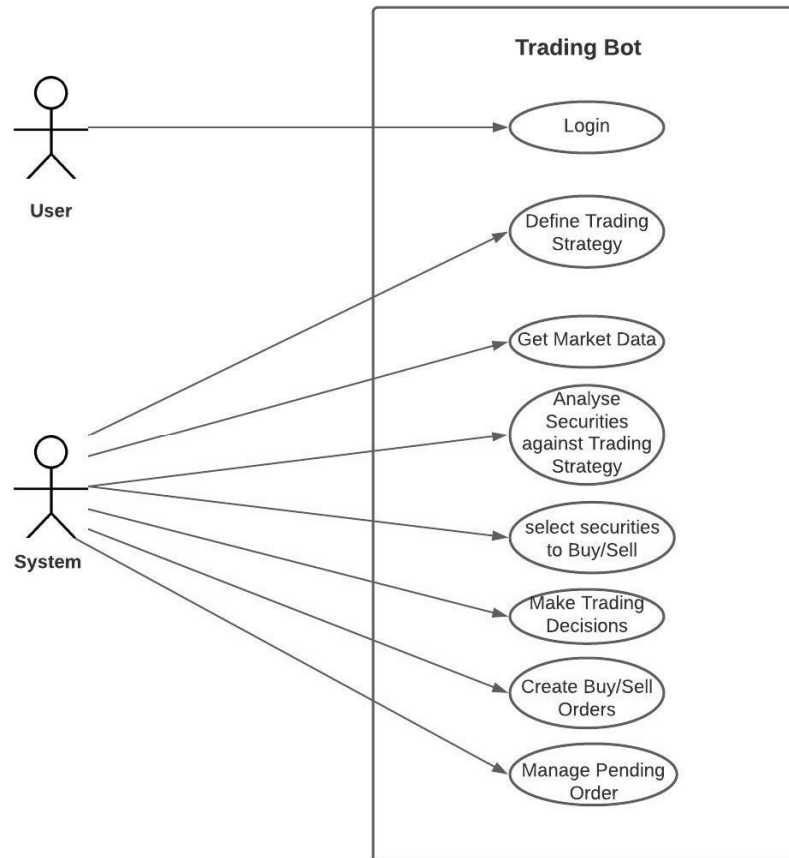 Trading Bot
Login
User
Define Trading
Strategy
Get Market Data
Analyse
Securities
against Trading
Strategy
select securities
to Buy/Sell
System
Make Trading
Decisions
Create Buy/Sell
Orders
Manage Pending
Order